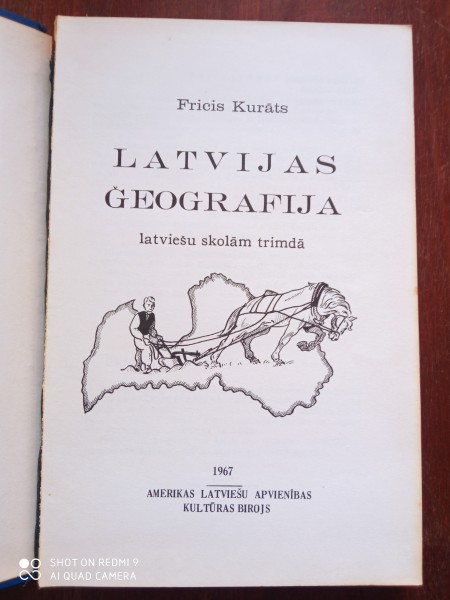 Fricis Kurāts
LATVIJAS
ĢEOGRAFIJA
latviešu skolām trimdā
1967
AMERIKAS LATVIEŠU APVIENĪBAS
KULTŪRAS BIROJS
SHOT ON REDMI 9
AI QUAD CAMERA